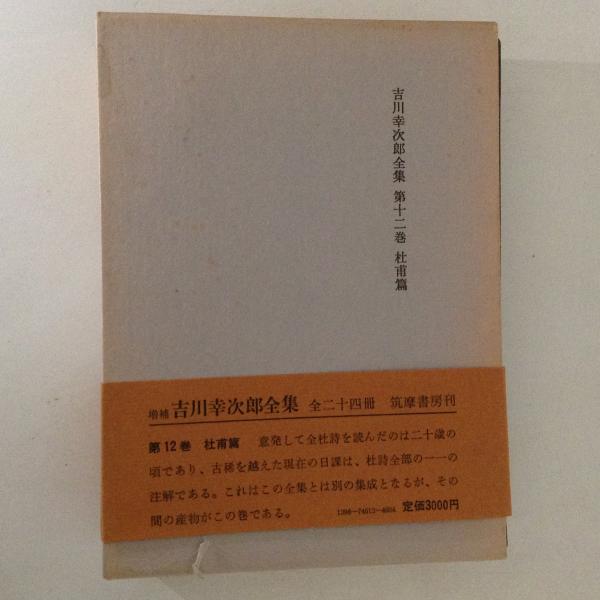 吉川幸次郎全集 第十二巻 杜甫篇
増補 吉川幸次郎全集 全二十四冊 筑摩書房刊
第12巻 杜甫篇 意発して全杜詩を読んだのは二十歳の
頃であり、古稀を越えた現在の日課は、杜詩全部の一一の
注解である。これはこの全集とは別の集成となるが、その
間の産物がこの巻である。 定価3000円